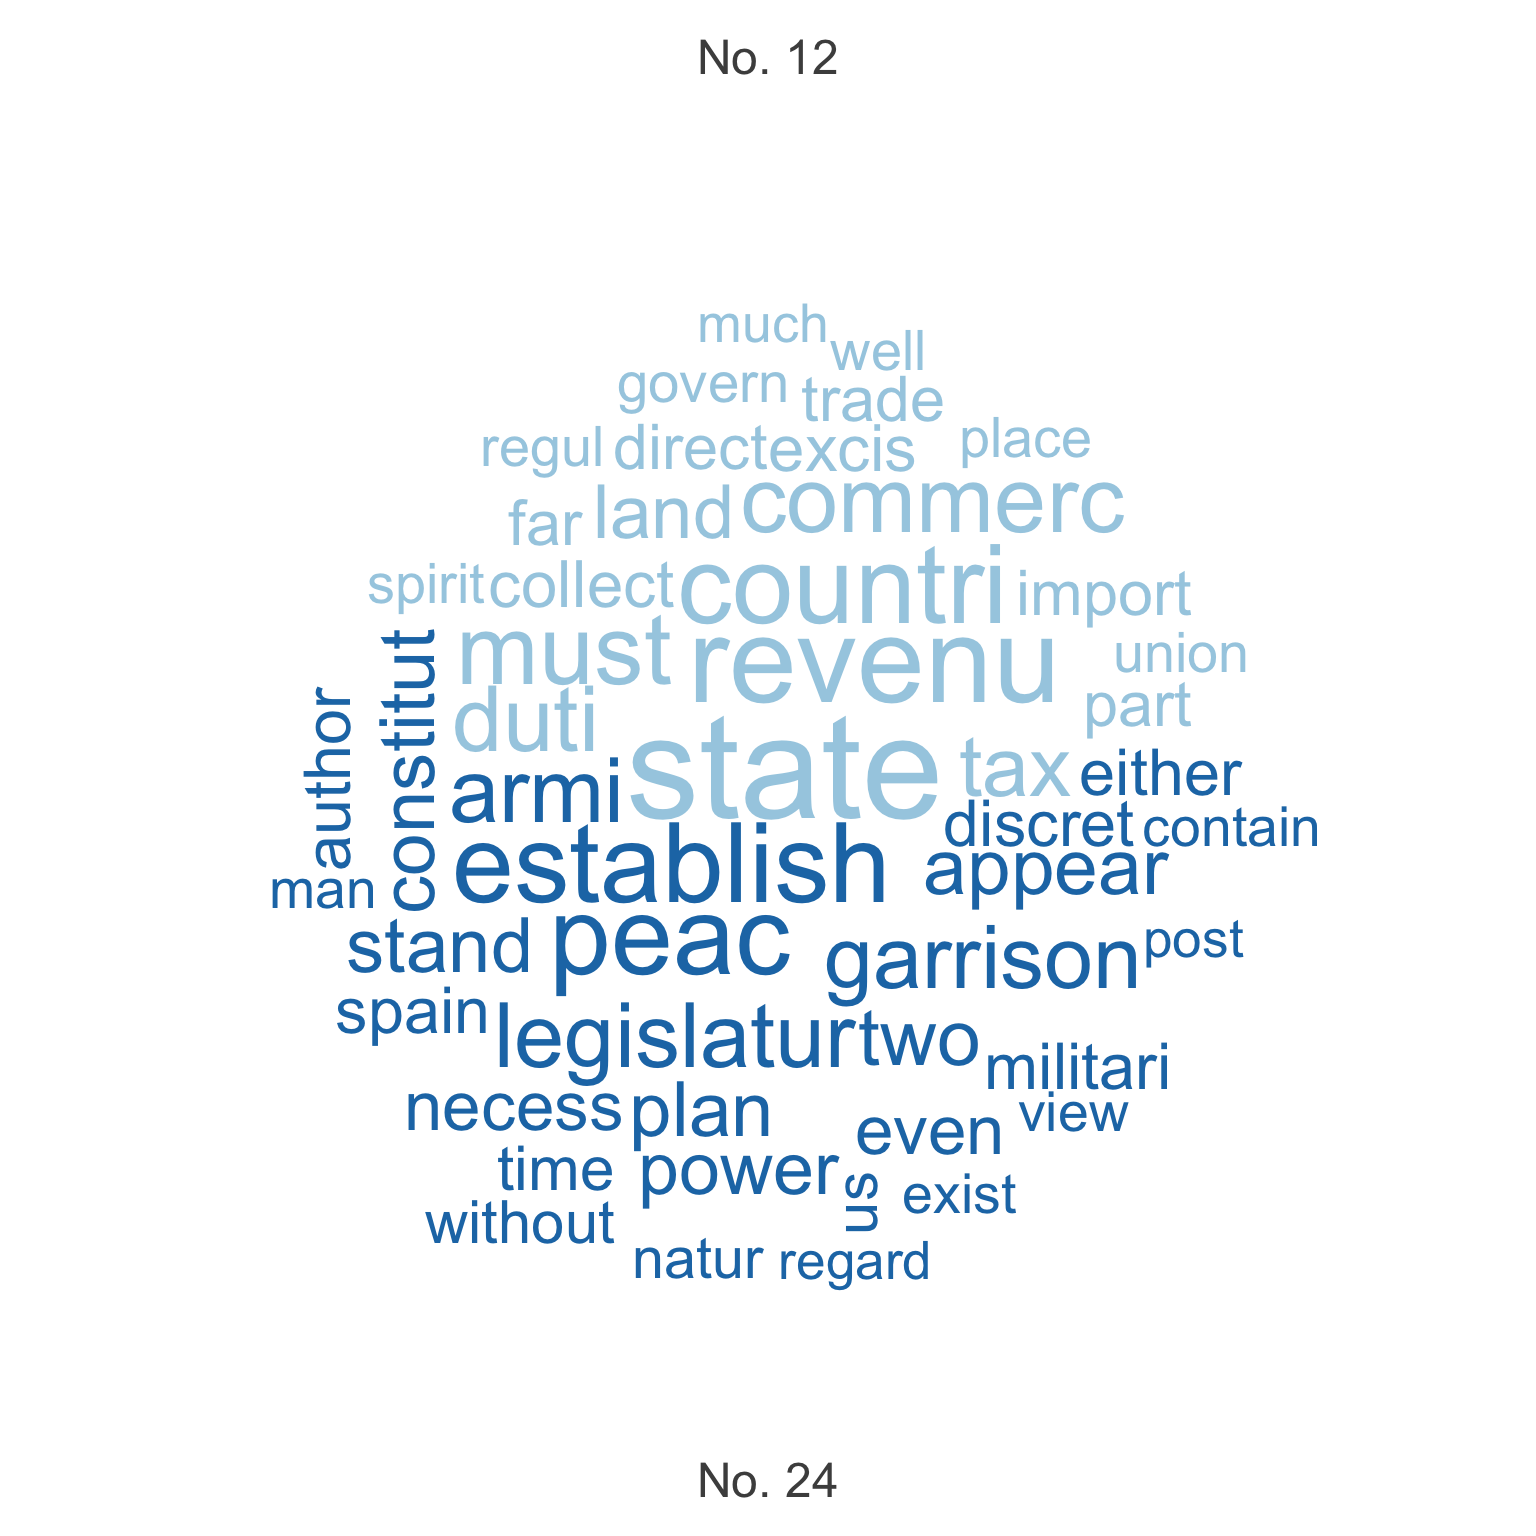 No. 12
much
well
govern
trade
regul
direct
excis
place
far
land
commerc
spirit
collect
countri
import
must
revenu
union
duti
part
state
tax
constitut
author
armi
either
establish
discret
contain
man
appear
stand
peac
garrison
post
spain
legislatur
two
militari
necess
plan
even
view
time
power
us
exist
without
natur
regard
No. 24